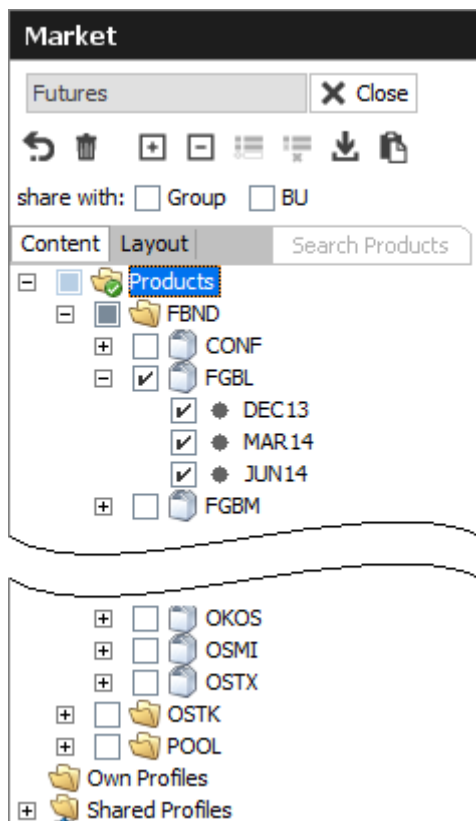 Market
Futures
Close
share with: Group BU
Content Layout Search Products
Products
FBND
CONF
FGBL
DEC13
MAR14
JUN14
FGBM
OKOS
OSMI
OSTX
OSTK
POOL
Own Profiles
Shared Profiles